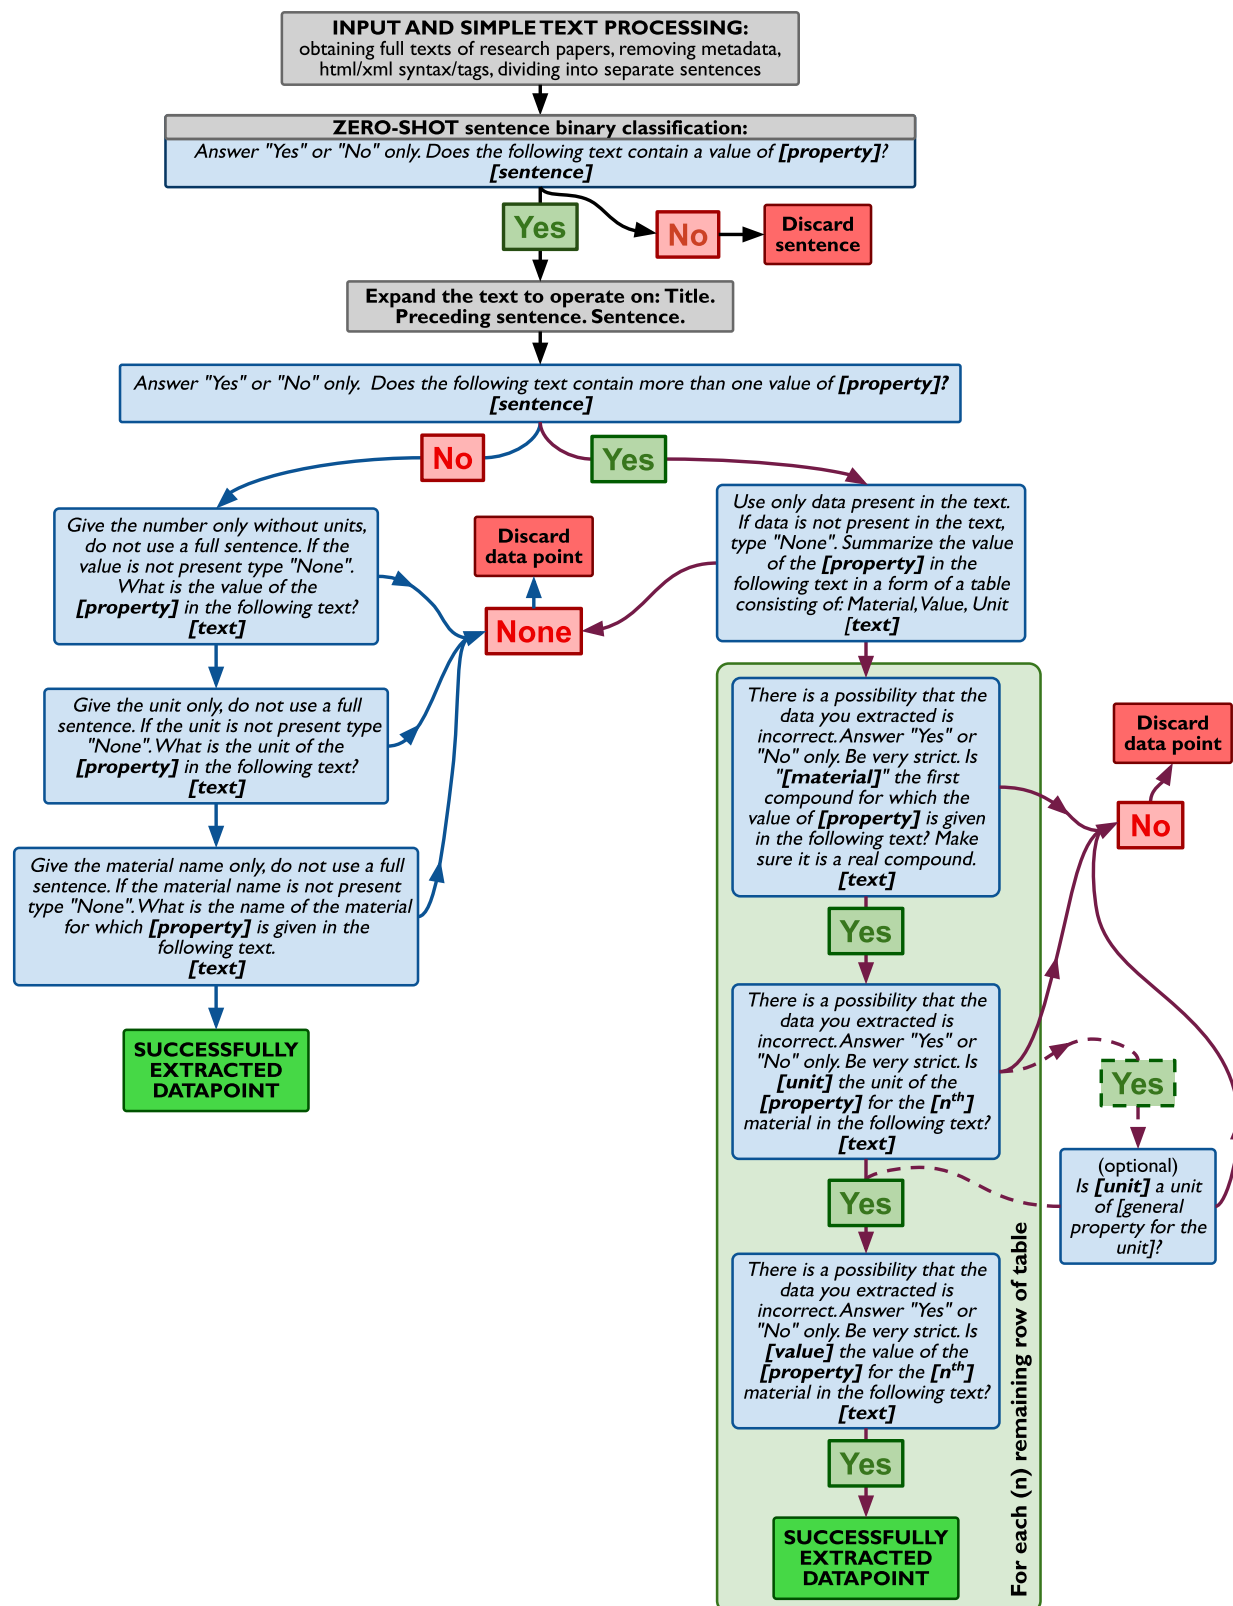 INPUT AND SIMPLE TEXT PROCESSING:
obtaining full texts of research papers, removing metadata,
html/xml syntax/tags, dividing into separate sentences
ZERO-SHOT sentence binary classification:
Answer "Yes" or "No" only. Does the following text contain a value of [property]?
[sentence]
Yes
No
Discard
sentence
Expand the text to operate on: Title.
Preceding sentence. Sentence.
Answer "Yes" or "No" only.  Does the following text contain more than one value of [property]?
[sentence]
No
Yes
Give the number only without units,
do not use a full sentence. If the
value is not present type "None".
What is the value of the
[property] in the following text?
[text]
Discard
data point
None
Use only data present in the text.
If data is not present in the text,
type "None". Summarize the value
of the [property] in the
following text in a form of a table
consisting of: Material, Value, Unit
[text]
Give the unit only, do not use a full
sentence. If the unit is not present type
"None". What is the unit of the
[property] in the following text?
[text]
Give the material name only, do not use a full
sentence. If the material name is not present
type "None". What is the name of the material
for which [property] is given in the
following text.
[text]
SUCCESSFULLY
EXTRACTED
DATAPOINT
There is a possibility that the
data you extracted is
incorrect. Answer "Yes" or
"No" only. Be very strict. Is
"[material]" the first
compound for which the
value of [property] is given
in the following text? Make
sure it is a real compound.
[text]
Discard
data point
No
Yes
There is a possibility that the
data you extracted is
incorrect. Answer "Yes" or
"No" only. Be very strict. Is
[unit] the unit of the
[property] for the [nth]
material in the following text?
[text]
Yes
(optional)
Is [unit] a unit
of [general
property for the
unit]?
Yes
There is a possibility that the
data you extracted is
incorrect. Answer "Yes" or
"No" only. Be very strict. Is
[value] the value of the
[property] for the [nth]
material in the following text?
[text]
Yes
SUCCESSFULLY
EXTRACTED
DATAPOINT
For each (n) remaining row of table